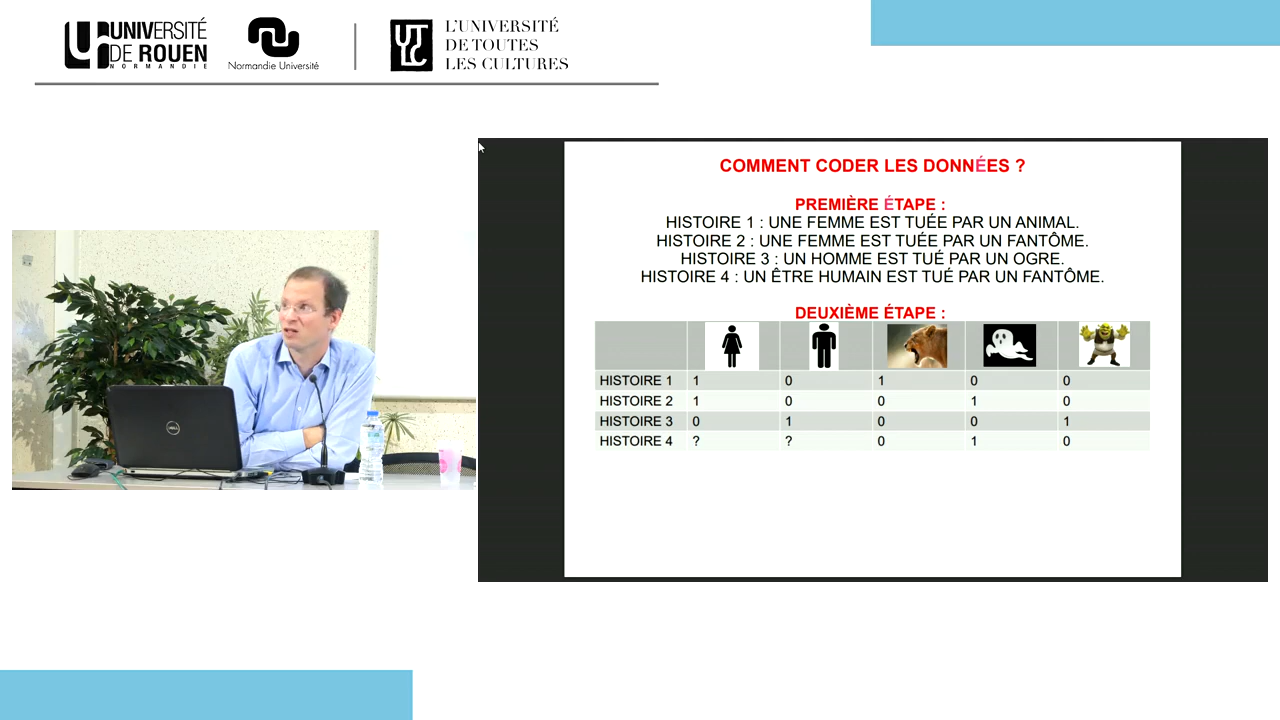 UNIVERSITÉ
DE ROUEN
NORMANDIE
Normandie Université
UTLC
L'UNIVERSITÉ
DE TOUTES
LES CULTURES
COMMENT CODER LES DONNÉES ?
PREMIÈRE ÉTAPE :
HISTOIRE 1 : UNE FEMME EST TUÉE PAR UN ANIMAL.
HISTOIRE 2 : UNE FEMME EST TUÉE PAR UN FANTÔME.
HISTOIRE 3 : UN HOMME EST TUÉ PAR UN OGRE.
HISTOIRE 4 : UN ÊTRE HUMAIN EST TUÉ PAR UN FANTÔME.
DEUXIÈME ÉTAPE :
HISTOIRE 1 1 0 1 0 0
HISTOIRE 2 1 0 0 1 0
HISTOIRE 3 0 1 0 0 1
HISTOIRE 4 ? ? 0 1 0
DELL